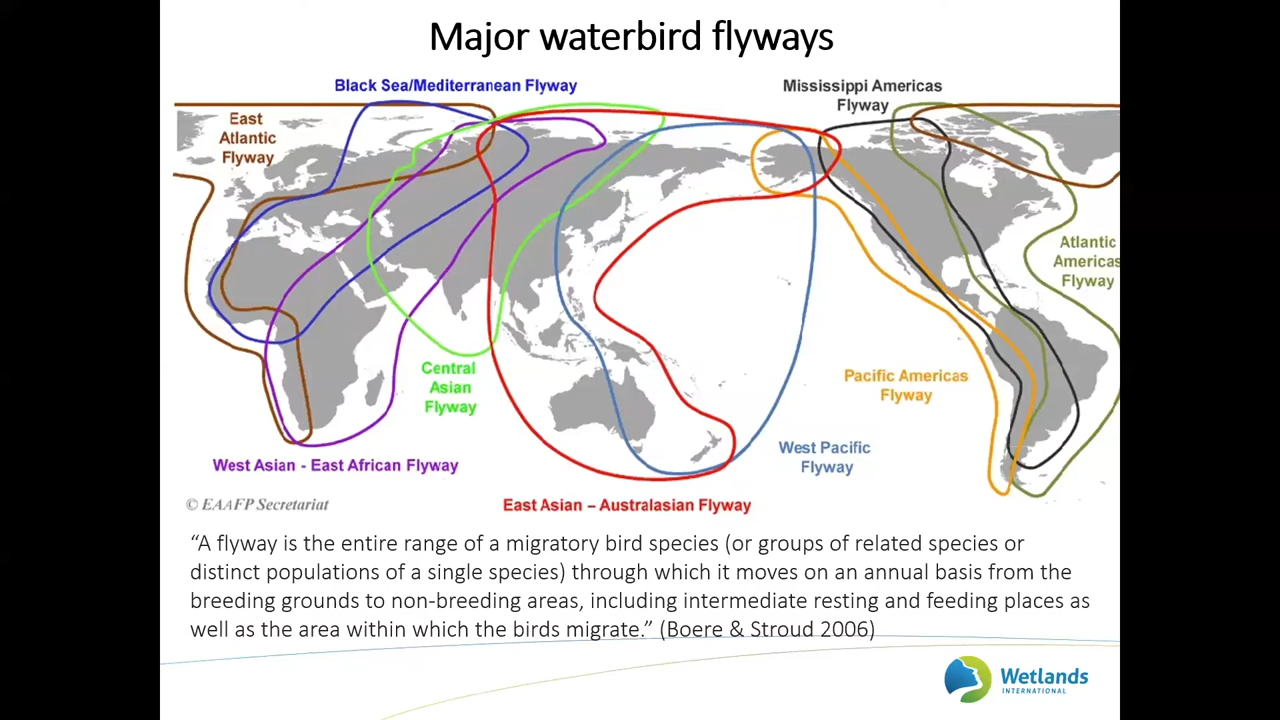 Major waterbird flyways
Black Sea/Mediterranean Flyway
Mississippi Americas
Flyway
East
Atlantic
Flyway
Atlantic
Americas
Flyway
Central
Asian
Flyway
Pacific Americas
Flyway
West Pacific
Flyway
West Asian - East African Flyway
East Asian – Australasian Flyway
© EAAFP Secretariat
“A flyway is the entire range of a migratory bird species (or groups of related species or
distinct populations of a single species) through which it moves on an annual basis from the
breeding grounds to non-breeding areas, including intermediate resting and feeding places as
well as the area within which the birds migrate.” (Boere & Stroud 2006)
Wetlands
INTERNATIONAL